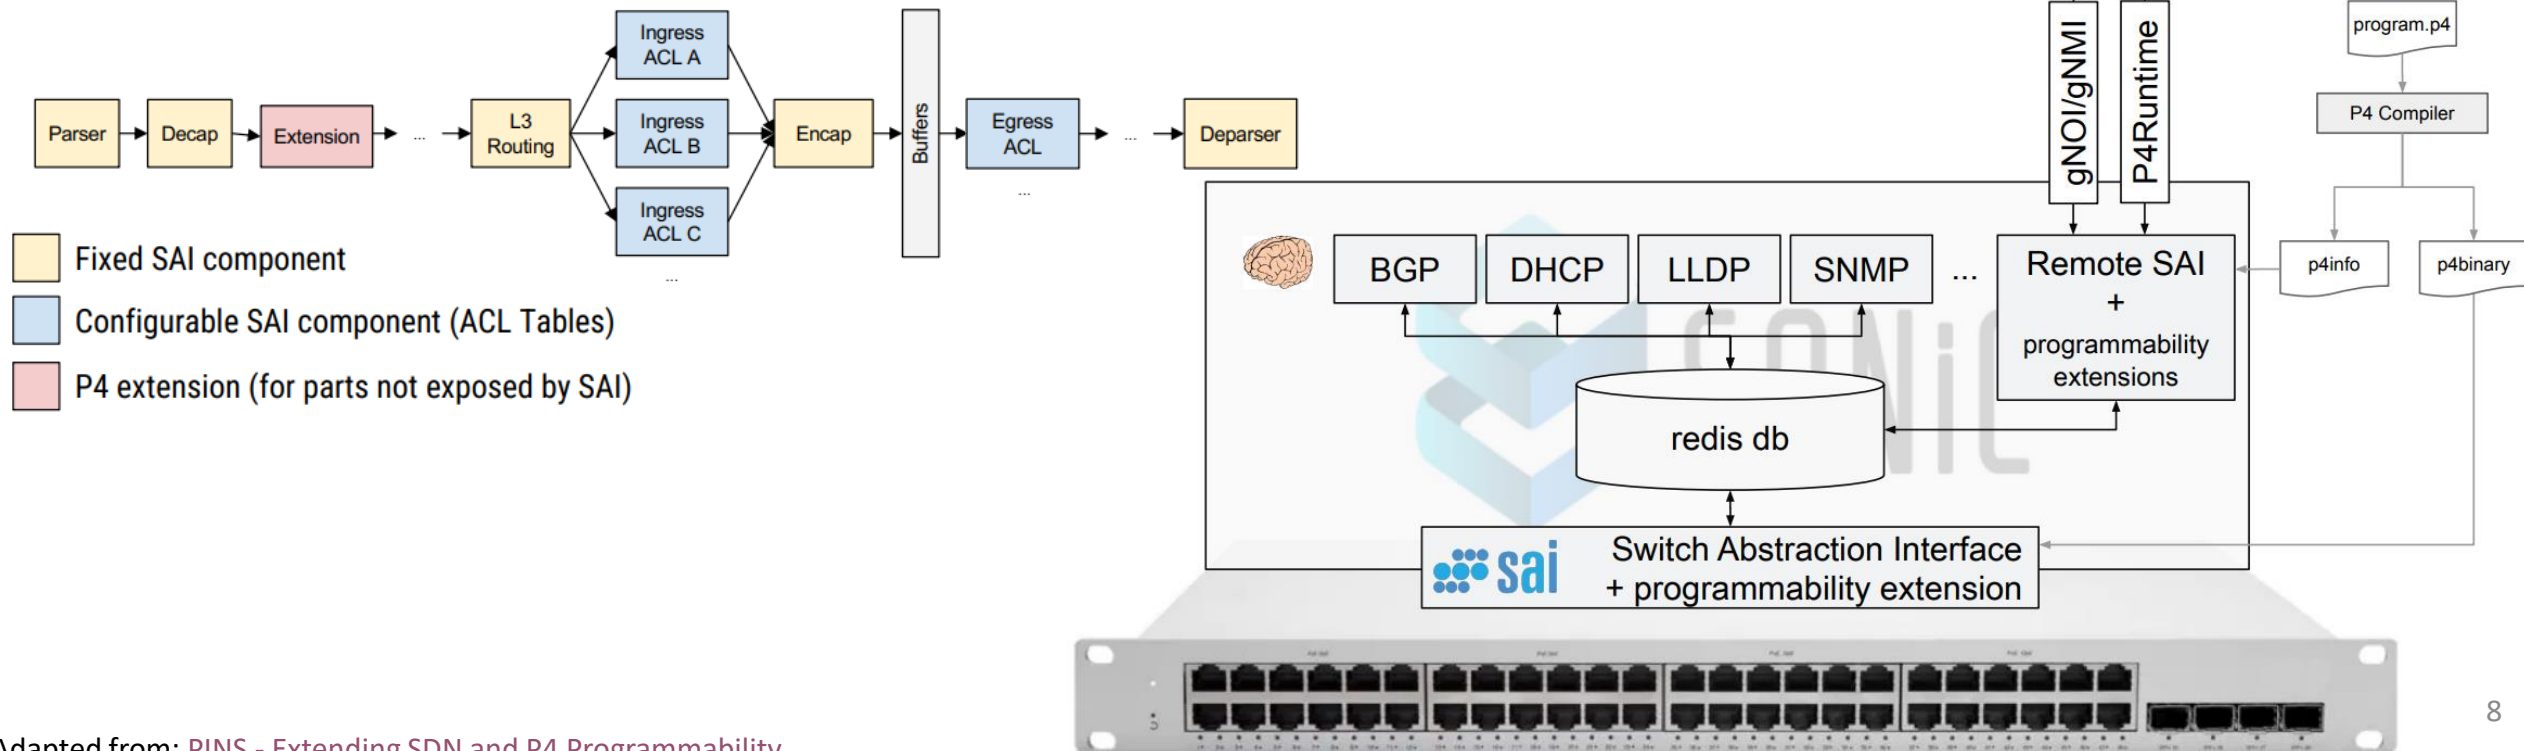 Parser
Decap
Extension
...
L3
Routing
Ingress
ACL A
Ingress
ACL B
Ingress
ACL C
...
Encap
Buffers
Egress
ACL
...
...
Deparser
Fixed SAI component
Configurable SAI component (ACL Tables)
P4 extension (for parts not exposed by SAI)
gNOI/gNMI
P4Runtime
program.p4
P4 Compiler
p4info
p4binary
BGP
DHCP
LLDP
SNMP
...
Remote SAI
+
programmability
extensions
SONiC
redis db
sai
Switch Abstraction Interface
+ programmability extension
8
Adapted from: PINS - Extending SDN and P4 Programmability